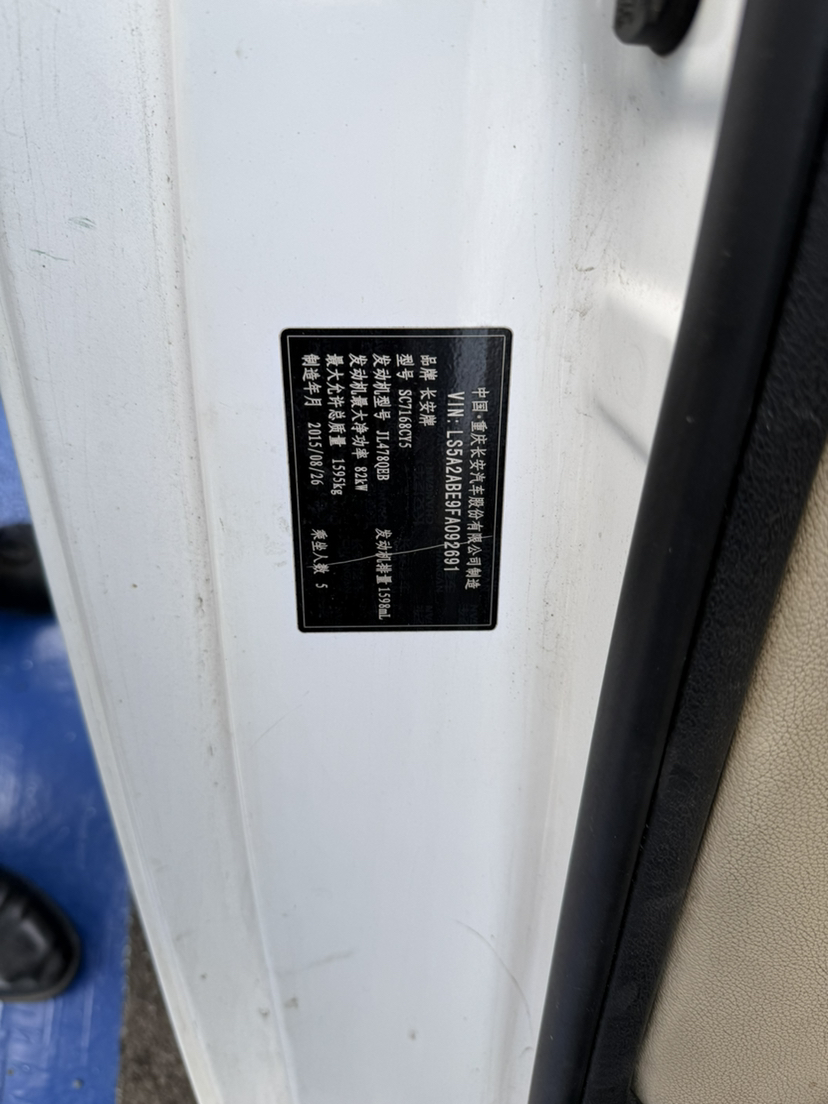 中国·重庆长安汽车股份有限公司制造
VIN: LS5A2ABE9FA092691
品牌 长安牌
型号 SC7168CY5
发动机型号 JL478QEB 发动机排量 1598mL
发动机最大净功率 82kW
最大允许总质量 1595kg
制造年月 2015/08/26 乘坐人数 5